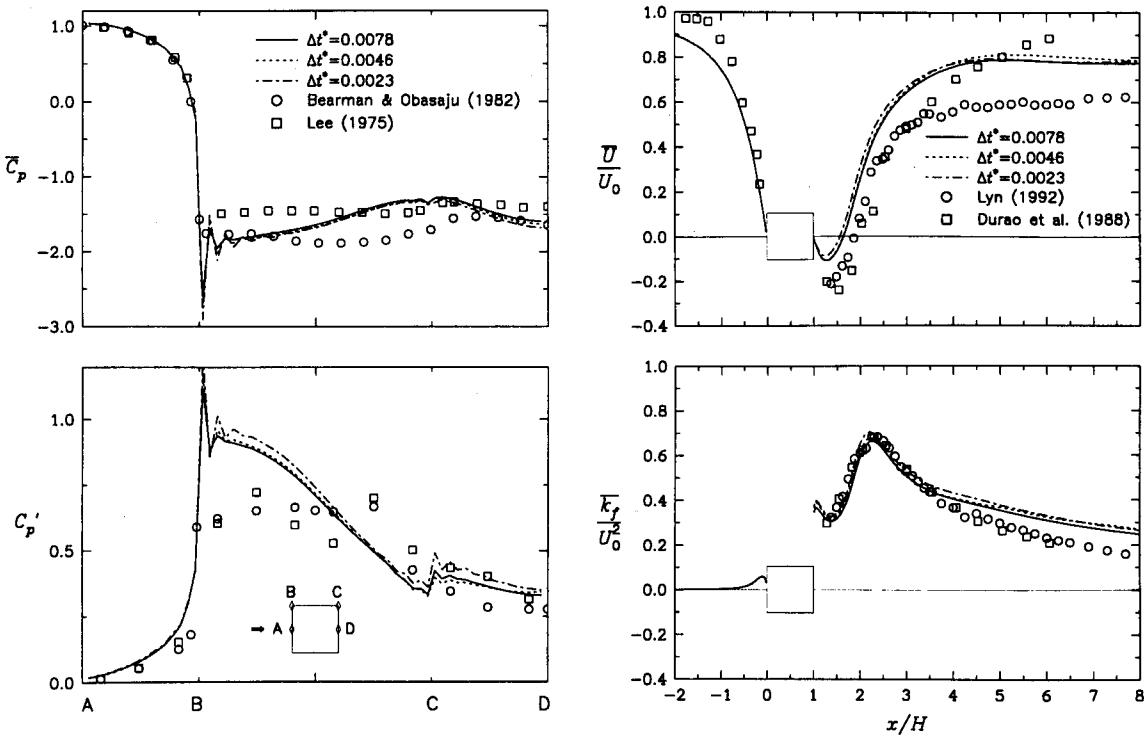 1.0
0.0
-1.0
-2.0
-3.0
C̅p
Δt*=0.0078
Δt*=0.0046
Δt*=0.0023
Bearman & Obasaju (1982)
Lee (1975)
1.0
0.5
0.0
Cp'
B C
A D
A B C D
1.0
0.8
0.6
0.4
0.2
0.0
-0.2
-0.4
U̅
U0
Δt*=0.0078
Δt*=0.0046
Δt*=0.0023
Lyn (1992)
Durao et al. (1988)
1.0
0.8
0.6
0.4
0.2
0.0
-0.2
-0.4
k̅f
U0²
-2 -1 0 1 2 3 4 5 6 7 8
x/H